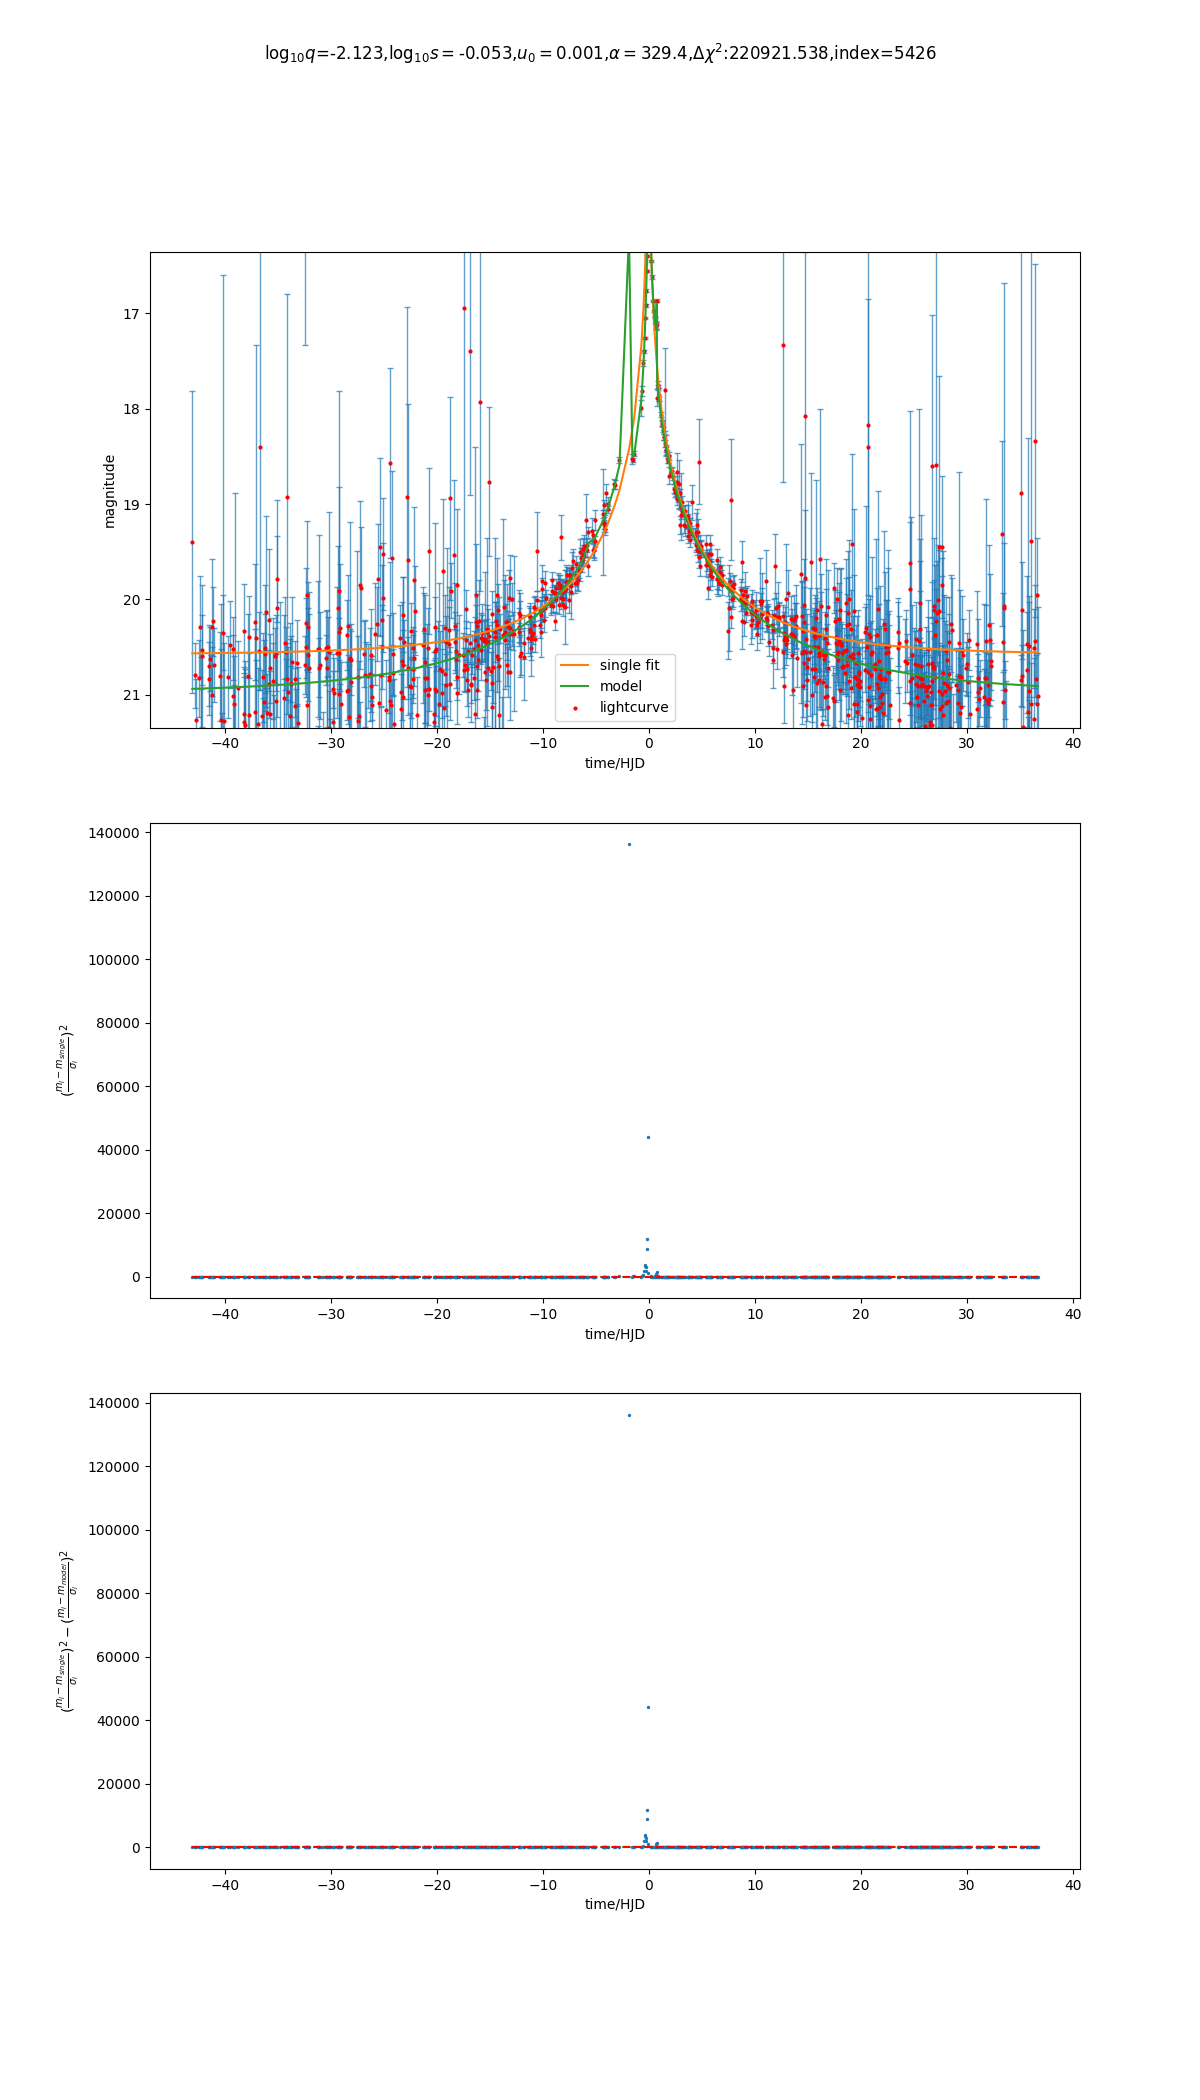 log₁₀q=-2.123,log₁₀s = -0.053,u₀ = 0.001,α = 329.4,Δχ²:220921.538,index=5426
magnitude
17
18
19
20
21
single fit
model
lightcurve
−40 −30 −20 −10 0 10 20 30 40
time/HJD
(mᵢ − m_single / σᵢ)²
140000
120000
100000
80000
60000
40000
20000
0
−40 −30 −20 −10 0 10 20 30 40
time/HJD
(mᵢ − m_single / σᵢ)² − (mᵢ − m_model / σᵢ)²
140000
120000
100000
80000
60000
40000
20000
0
−40 −30 −20 −10 0 10 20 30 40
time/HJD